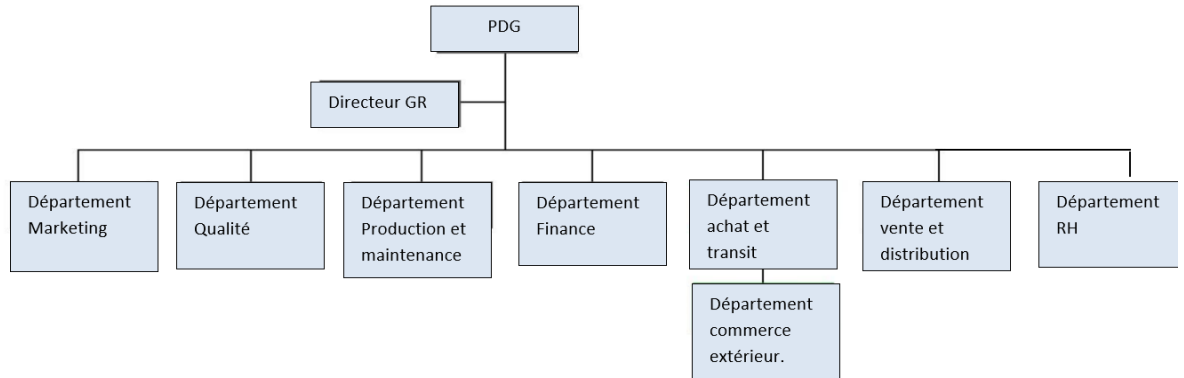 PDG
Directeur GR
Département
Marketing
Département
Qualité
Département
Production et
maintenance
Département
Finance
Département
achat et
transit
Département
vente et
distribution
Département
RH
Département
commerce
extérieur.